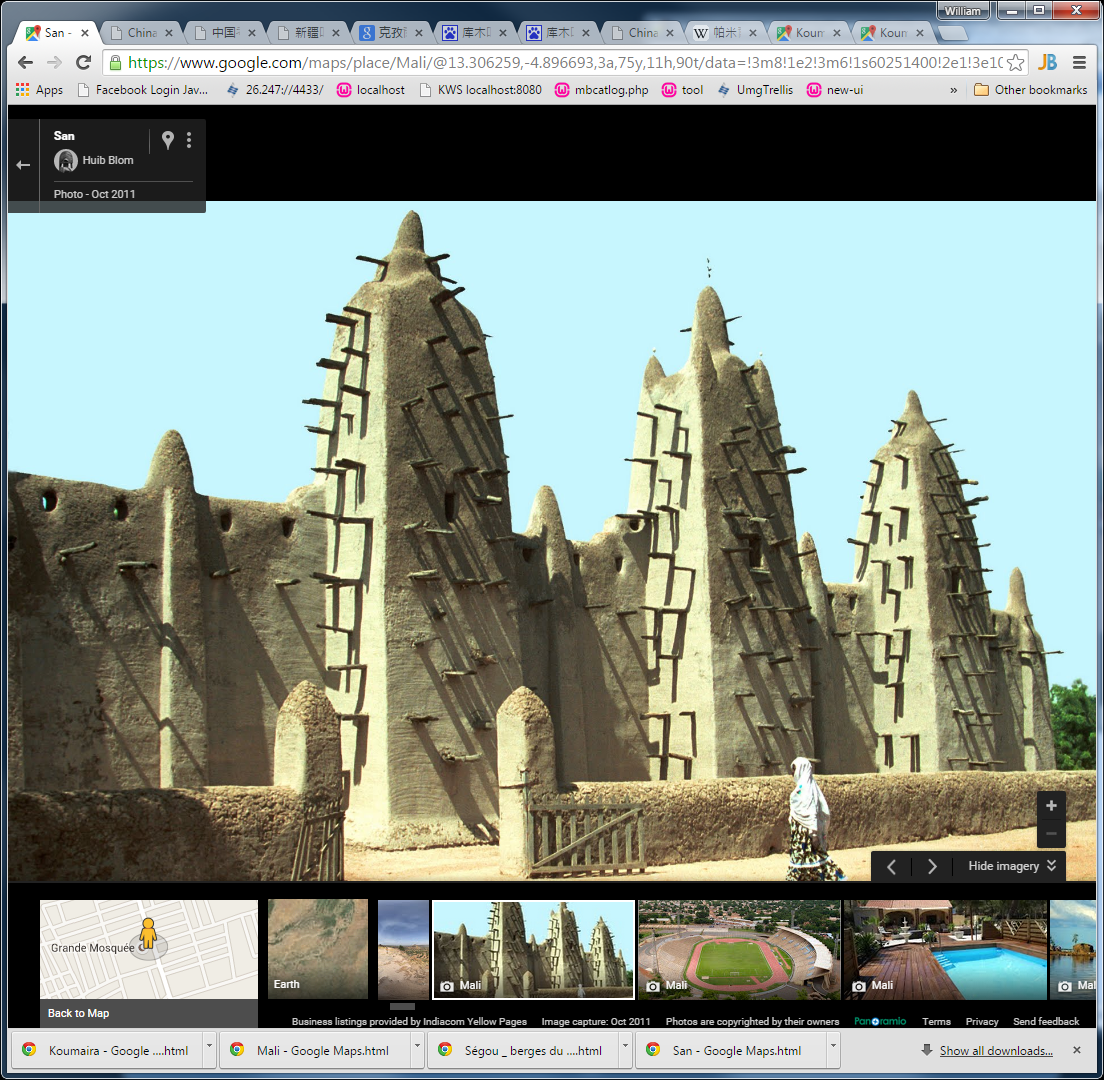 William
San -
China
中国
新疆
克孜
库木
库木
China
W 帕米
Koum
Koun
https://www.google.com/maps/place/Mali/@13.306259,-4.896693,3a,75y,11h,90t/data=!3m8!1e2!3m6!1s60251400!2e1!3e10
JB
Apps
Facebook Login Jav...
26.247://4433/
localhost
KWS localhost:8080
mbcatlog.php
tool
UmgTrellis
new-ui
»
Other bookmarks
San
Huib Blom
Photo - Oct 2011
Hide imagery
Grande Mosquée
Back to Map
Earth
Mali
Mali
Mali
Mal
Business listings provided by Indiacom Yellow Pages
Image capture: Oct 2011
Photos are copyrighted by their owners
Panoramio
Terms
Privacy
Send feedback
Koumaira - Google ....html
Mali - Google Maps.html
Ségou _ berges du ....html
San - Google Maps.html
Show all downloads...